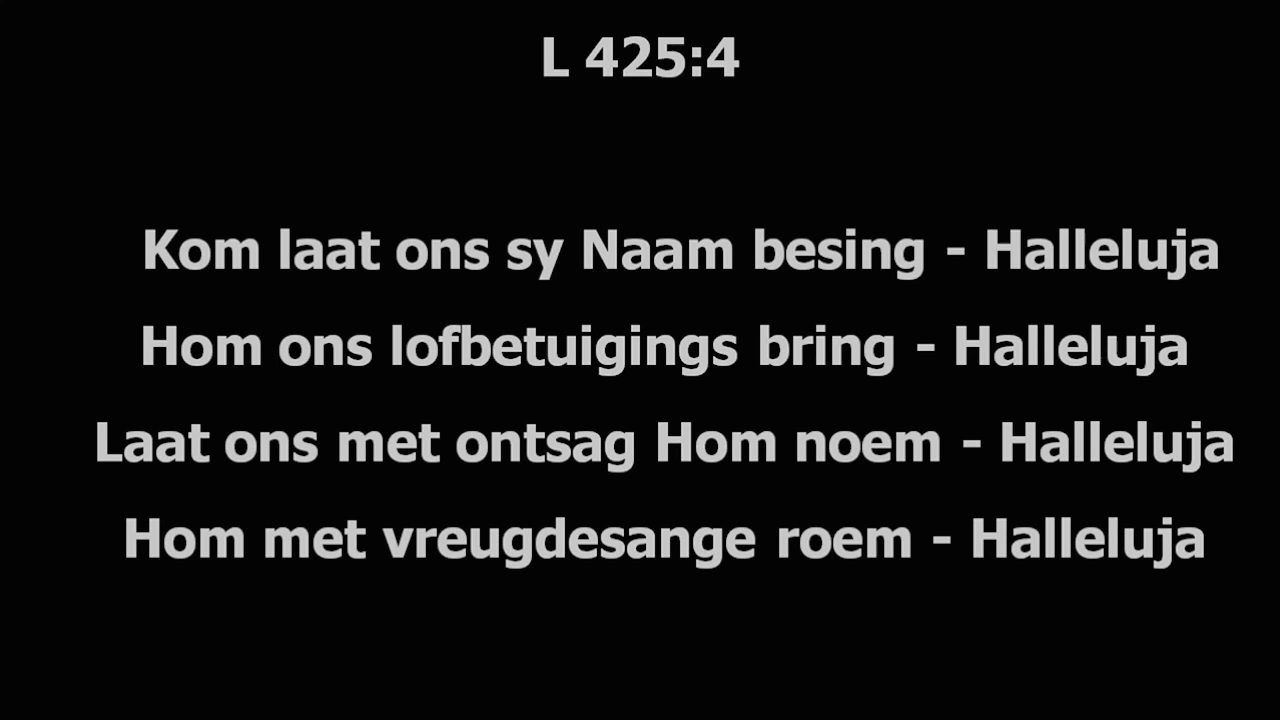 L 425:4
Kom laat ons sy Naam besing - Halleluja
Hom ons lofbetuigings bring - Halleluja
Laat ons met ontsag Hom noem - Halleluja
Hom met vreugdesange roem - Halleluja